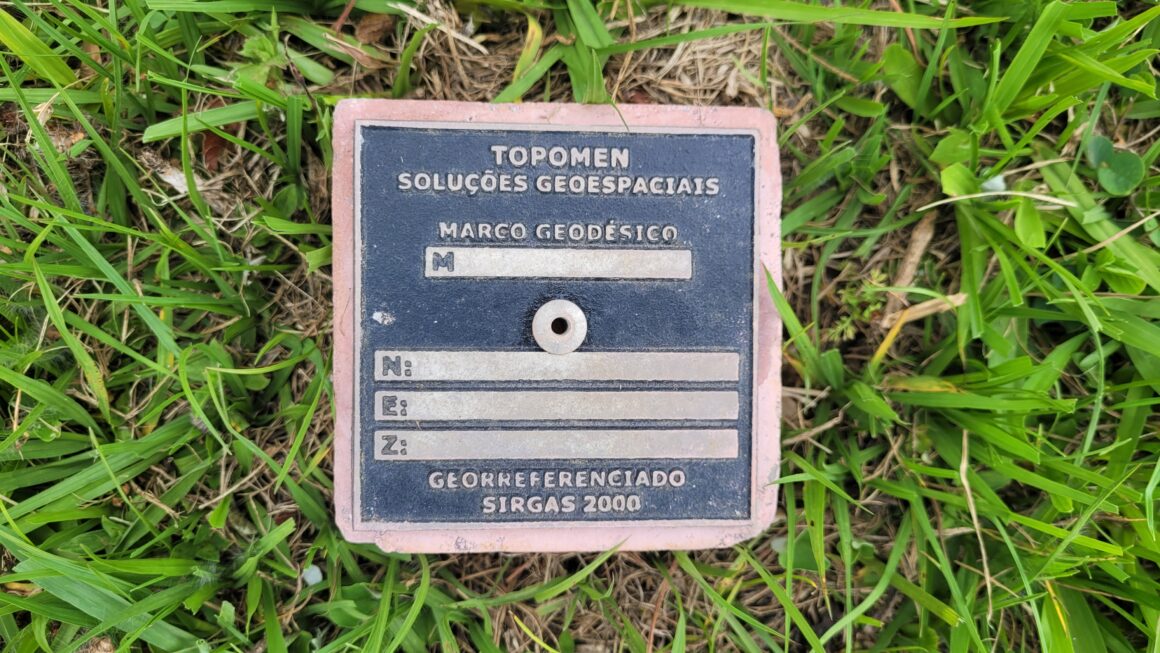 TOPOMEN
SOLUÇÕES GEOESPACIAIS
MARCO GEODÉSICO
M
N:
E:
Z:
GEORREFERENCIADO
SIRGAS 2000